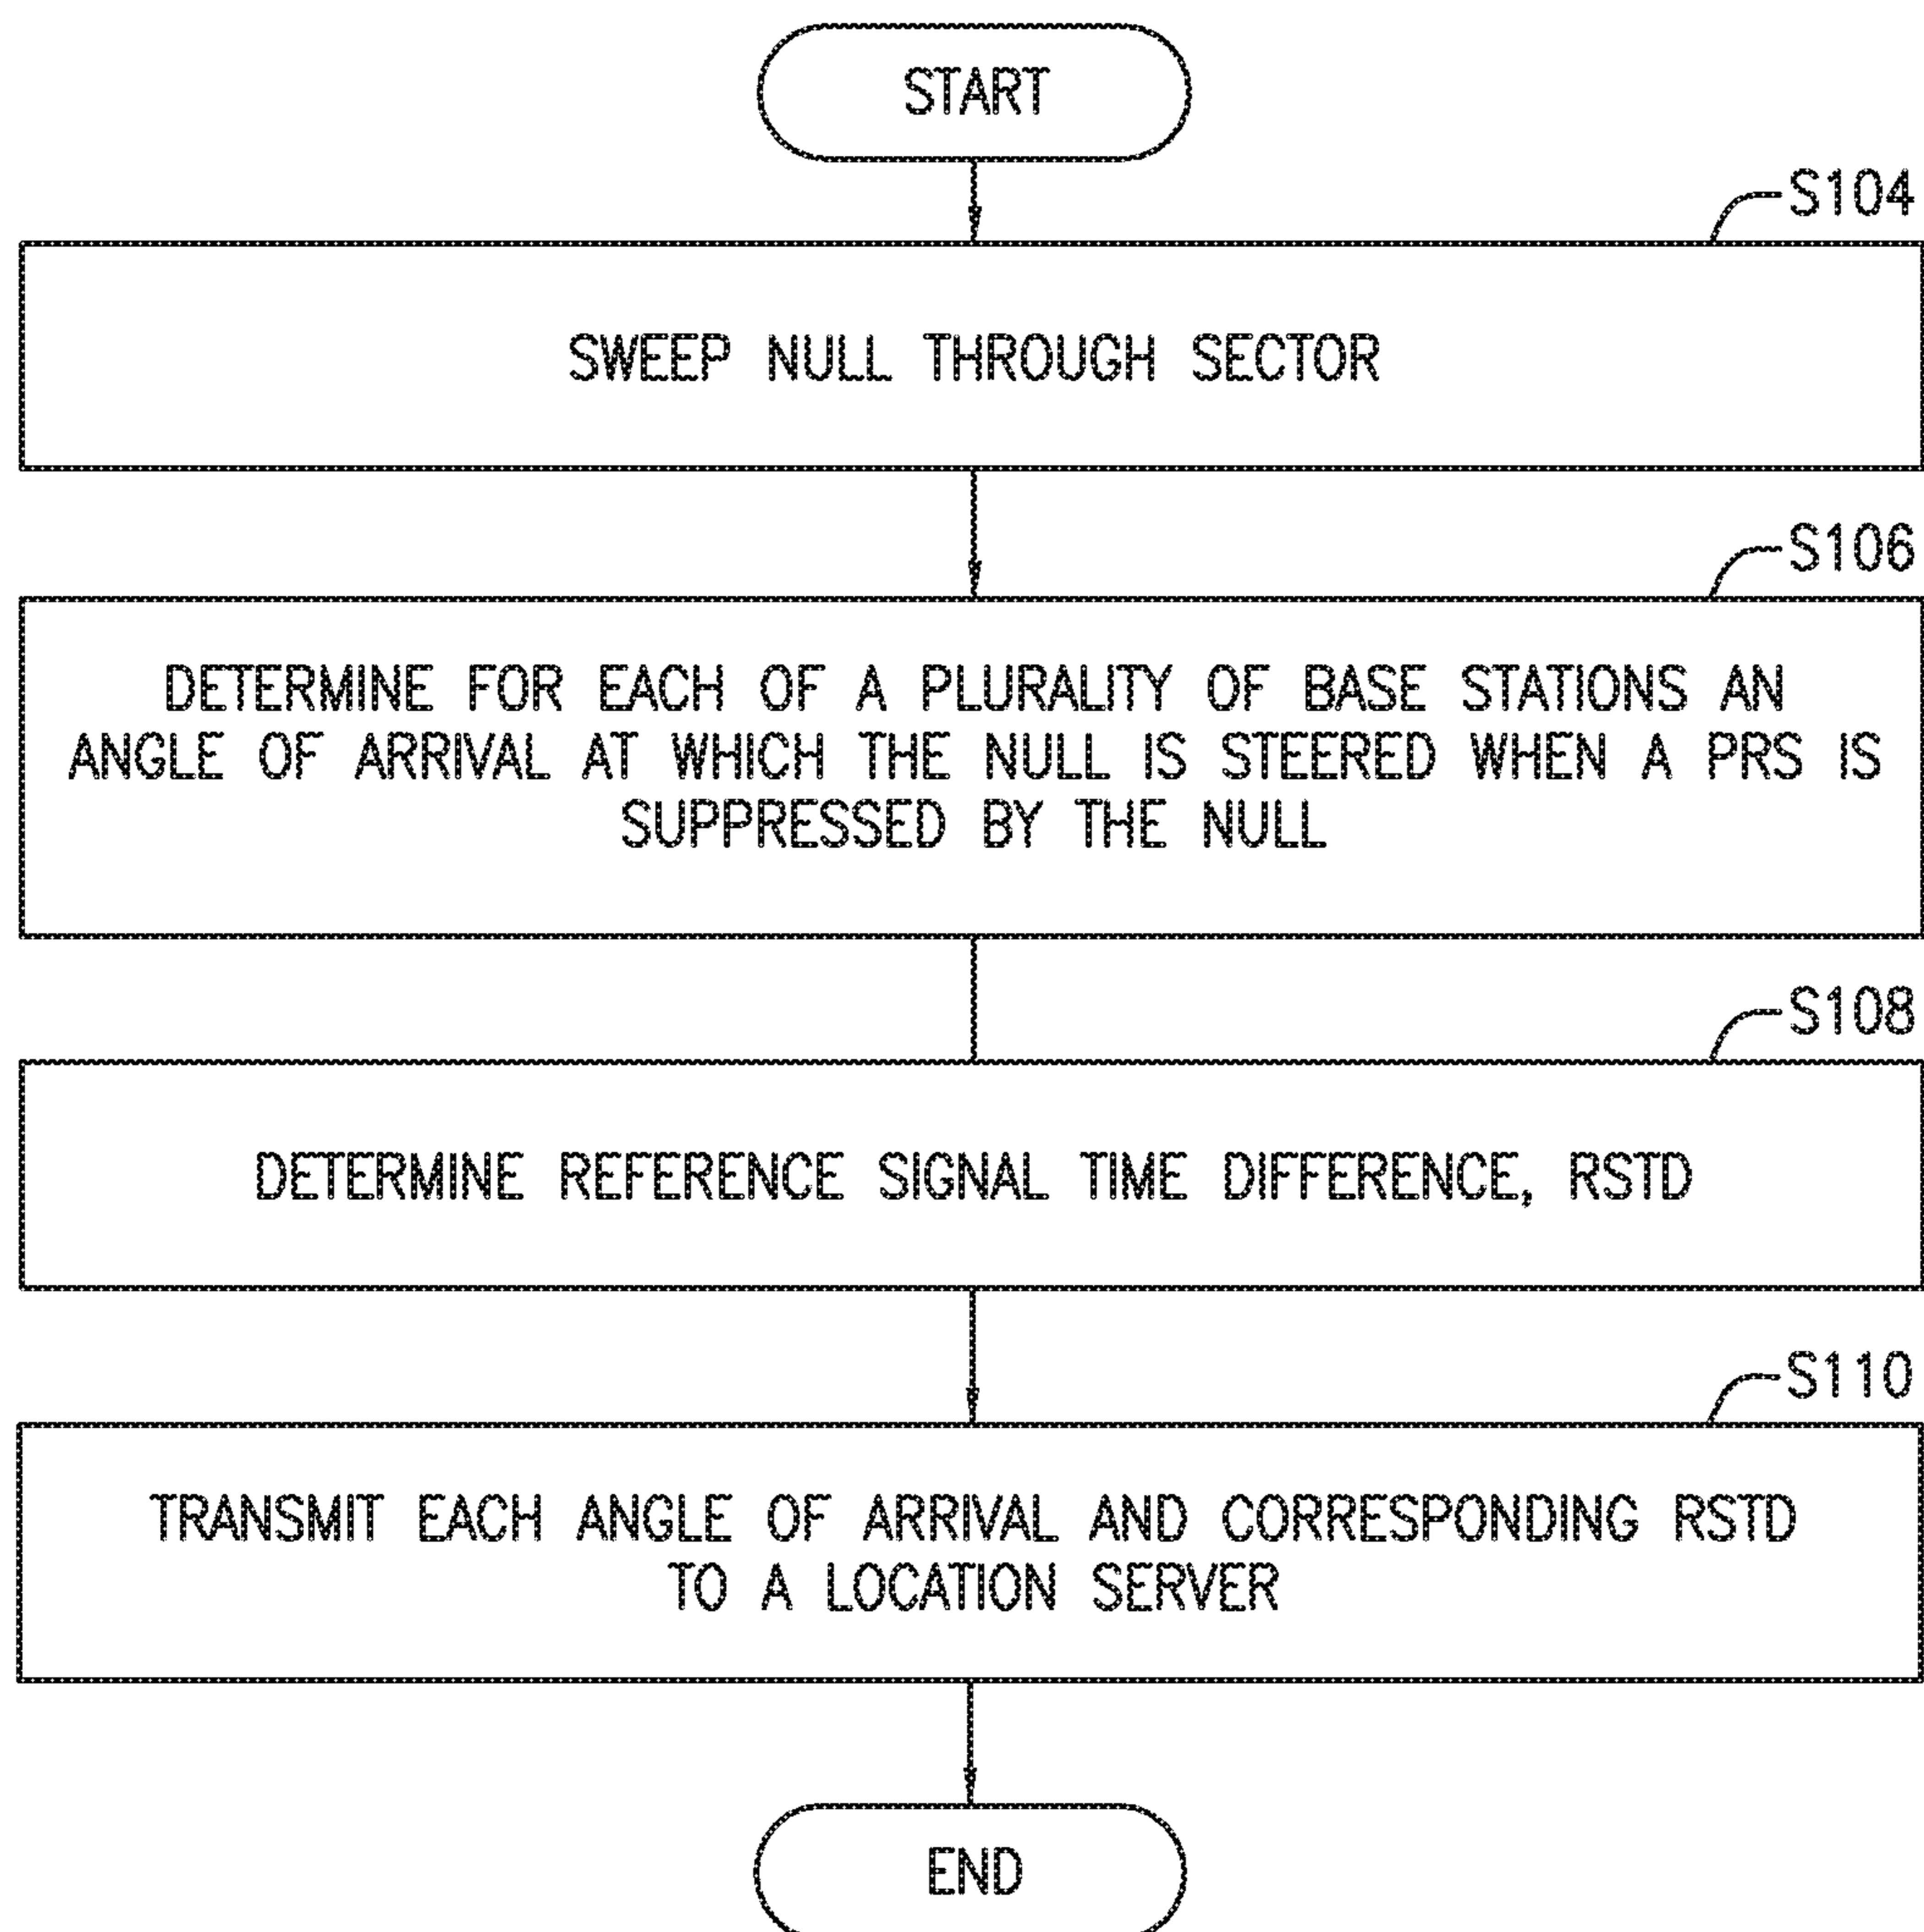 START
S104
SWEEP NULL THROUGH SECTOR
S106
DETERMINE FOR EACH OF A PLURALITY OF BASE STATIONS AN
ANGLE OF ARRIVAL AT WHICH THE NULL IS STEERED WHEN A PRS IS
SUPPRESSED BY THE NULL
S108
DETERMINE REFERENCE SIGNAL TIME DIFFERENCE, RSTD
S110
TRANSMIT EACH ANGLE OF ARRIVAL AND CORRESPONDING RSTD
TO A LOCATION SERVER
END